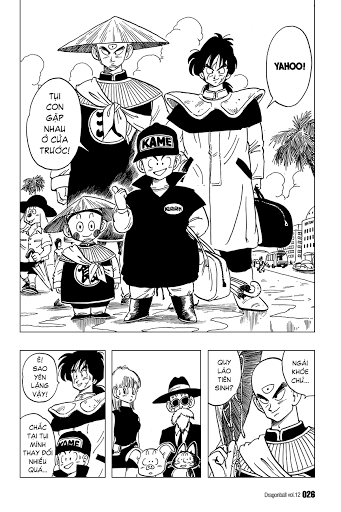 YAHOO!
TỤI
CON
GẶP
NHAU
Ở CỬA
TRƯỚC!
KAME
KURIRIN
NGÀI
KHỎE
CHỨ...
QUY
LÃO
TIÊN
SINH?
Ê!
SAO
YÊN
LẶNG
VẬY!
CHẮC
TẠI TỤI
MÌNH
THAY ĐỔI
NHIỀU
QUÁ...
KAME
Dragonball vol.12 026